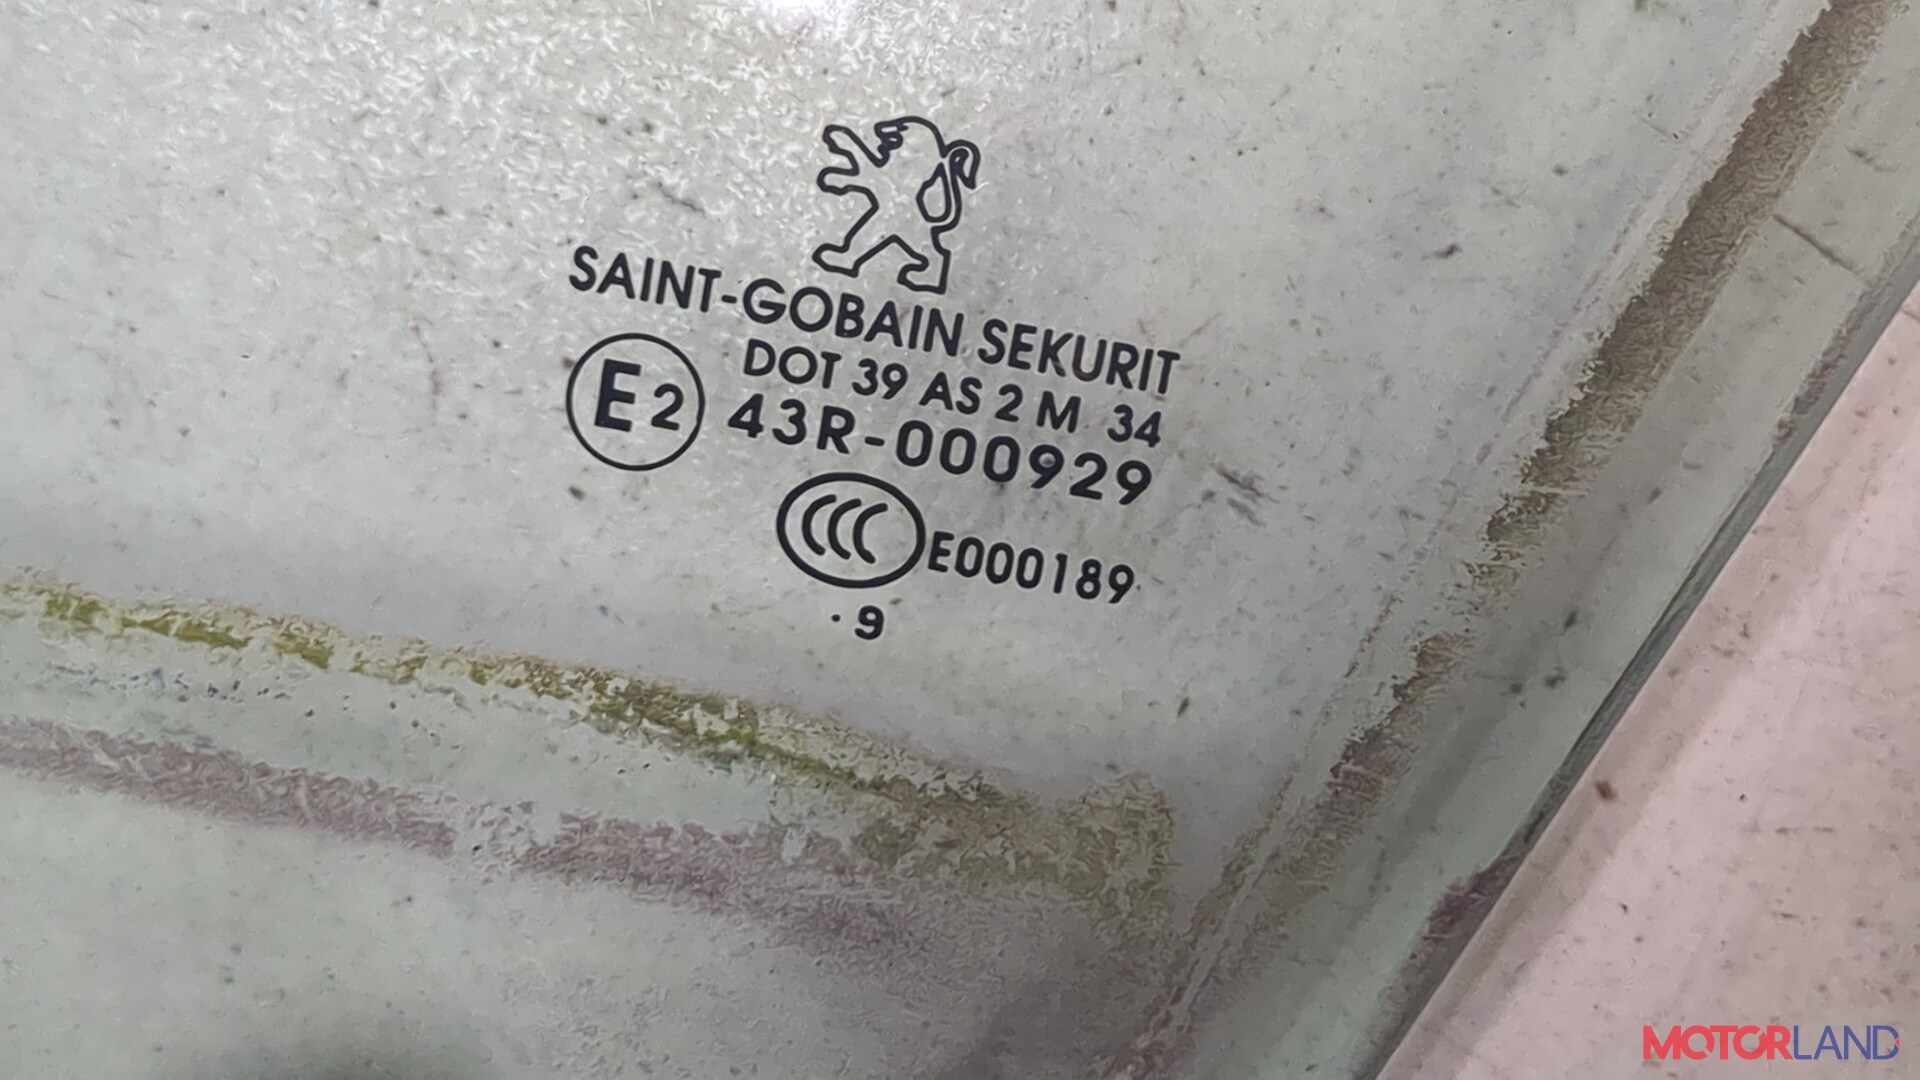 SAINT-GOBAIN SEKURIT
DOT 39 AS 2 M 34
E2 43R-000929
CCC E000189
· 9
MOTORLAND